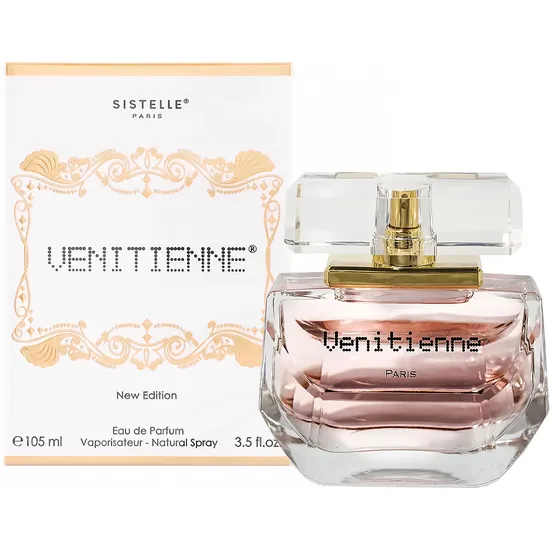 SISTELLE®
PARIS
VENITIENNE®
New Edition
Eau de Parfum
℮105 ml Vaporisateur - Natural Spray 3.5 fl.oz
Venitienne
PARIS